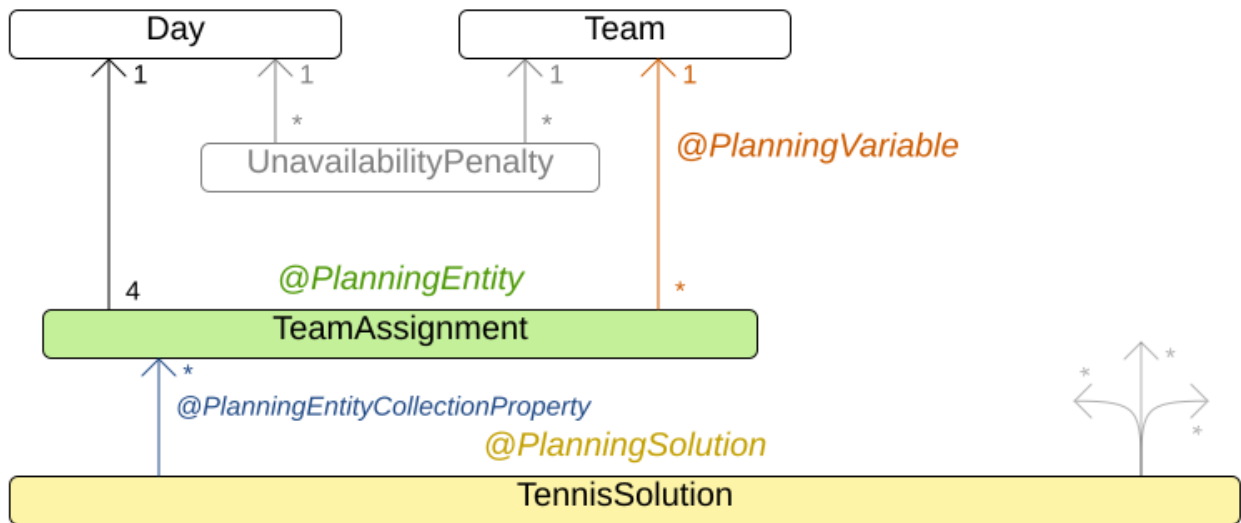 Day
Team
1
1
1
1
*
*
@PlanningVariable
UnavailabilityPenalty
@PlanningEntity
4
*
TeamAssignment
*
*
*
@PlanningEntityCollectionProperty
*
@PlanningSolution
TennisSolution